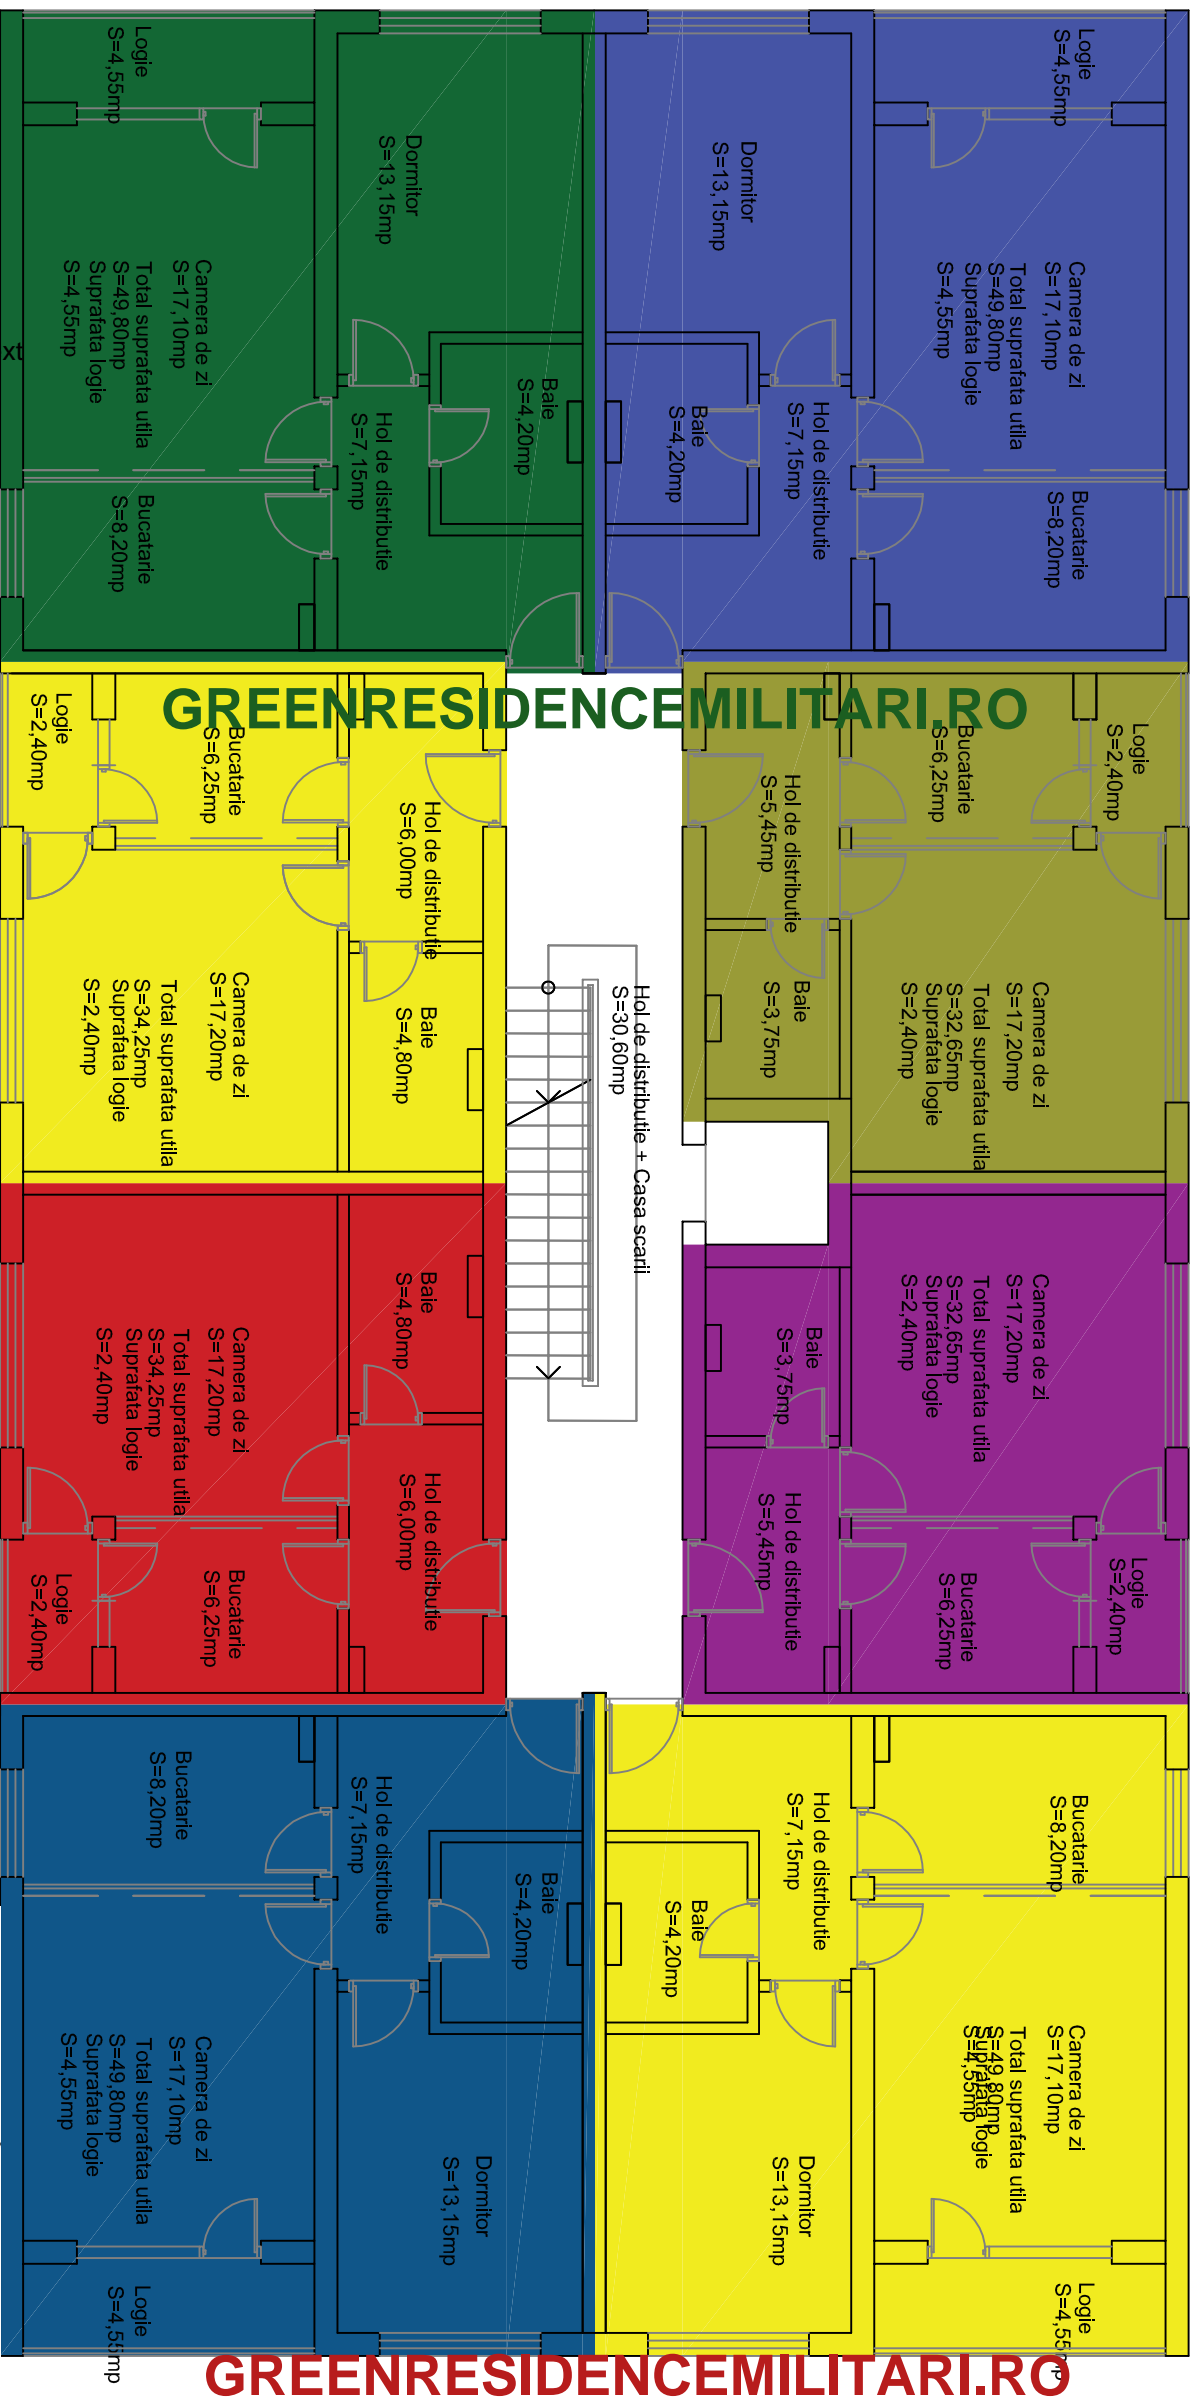 Logie
S=4,55mp
Dormitor
S=13,15mp
Camera de zi
S=17,10mp
Total suprafata utila
S=49,80mp
Suprafata logie
S=4,55mp
xt
Baie
S=4,20mp
Hol de distributie
S=7,15mp
Bucatarie
S=8,20mp
Logie
S=4,55mp
Dormitor
S=13,15mp
Camera de zi
S=17,10mp
Total suprafata utila
S=49,80mp
Suprafata logie
S=4,55mp
Baie
S=4,20mp
Hol de distributie
S=7,15mp
Bucatarie
S=8,20mp
GREENRESIDENCEMILITARI.RO
Logie
S=2,40mp
Bucatarie
S=6,25mp
Hol de distributie
S=6,00mp
Camera de zi
S=17,20mp
Total suprafata utila
S=34,25mp
Suprafata logie
S=2,40mp
Baie
S=4,80mp
Hol de distributie + Casa scarii
S=30,60mp
Logie
S=2,40mp
Bucatarie
S=6,25mp
Hol de distributie
S=5,45mp
Baie
S=3,75mp
Camera de zi
S=17,20mp
Total suprafata utila
S=32,65mp
Suprafata logie
S=2,40mp
Baie
S=4,80mp
Camera de zi
S=17,20mp
Total suprafata utila
S=34,25mp
Suprafata logie
S=2,40mp
Hol de distributie
S=6,00mp
Bucatarie
S=6,25mp
Logie
S=2,40mp
Camera de zi
S=17,20mp
Total suprafata utila
S=32,65mp
Suprafata logie
S=2,40mp
Baie
S=3,75mp
Hol de distributie
S=5,45mp
Bucatarie
S=6,25mp
Logie
S=2,40mp
Bucatarie
S=8,20mp
Hol de distributie
S=7,15mp
Baie
S=4,20mp
Camera de zi
S=17,10mp
Total suprafata utila
S=49,80mp
Suprafata logie
S=4,55mp
Dormitor
S=13,15mp
Logie
S=4,55mp
Bucatarie
S=8,20mp
Hol de distributie
S=7,15mp
Baie
S=4,20mp
Camera de zi
S=17,10mp
Total suprafata utila
S=49,80mp
Suprafata logie
S=4,55mp
Dormitor
S=13,15mp
Logie
S=4,55mp
GREENRESIDENCEMILITARI.RO